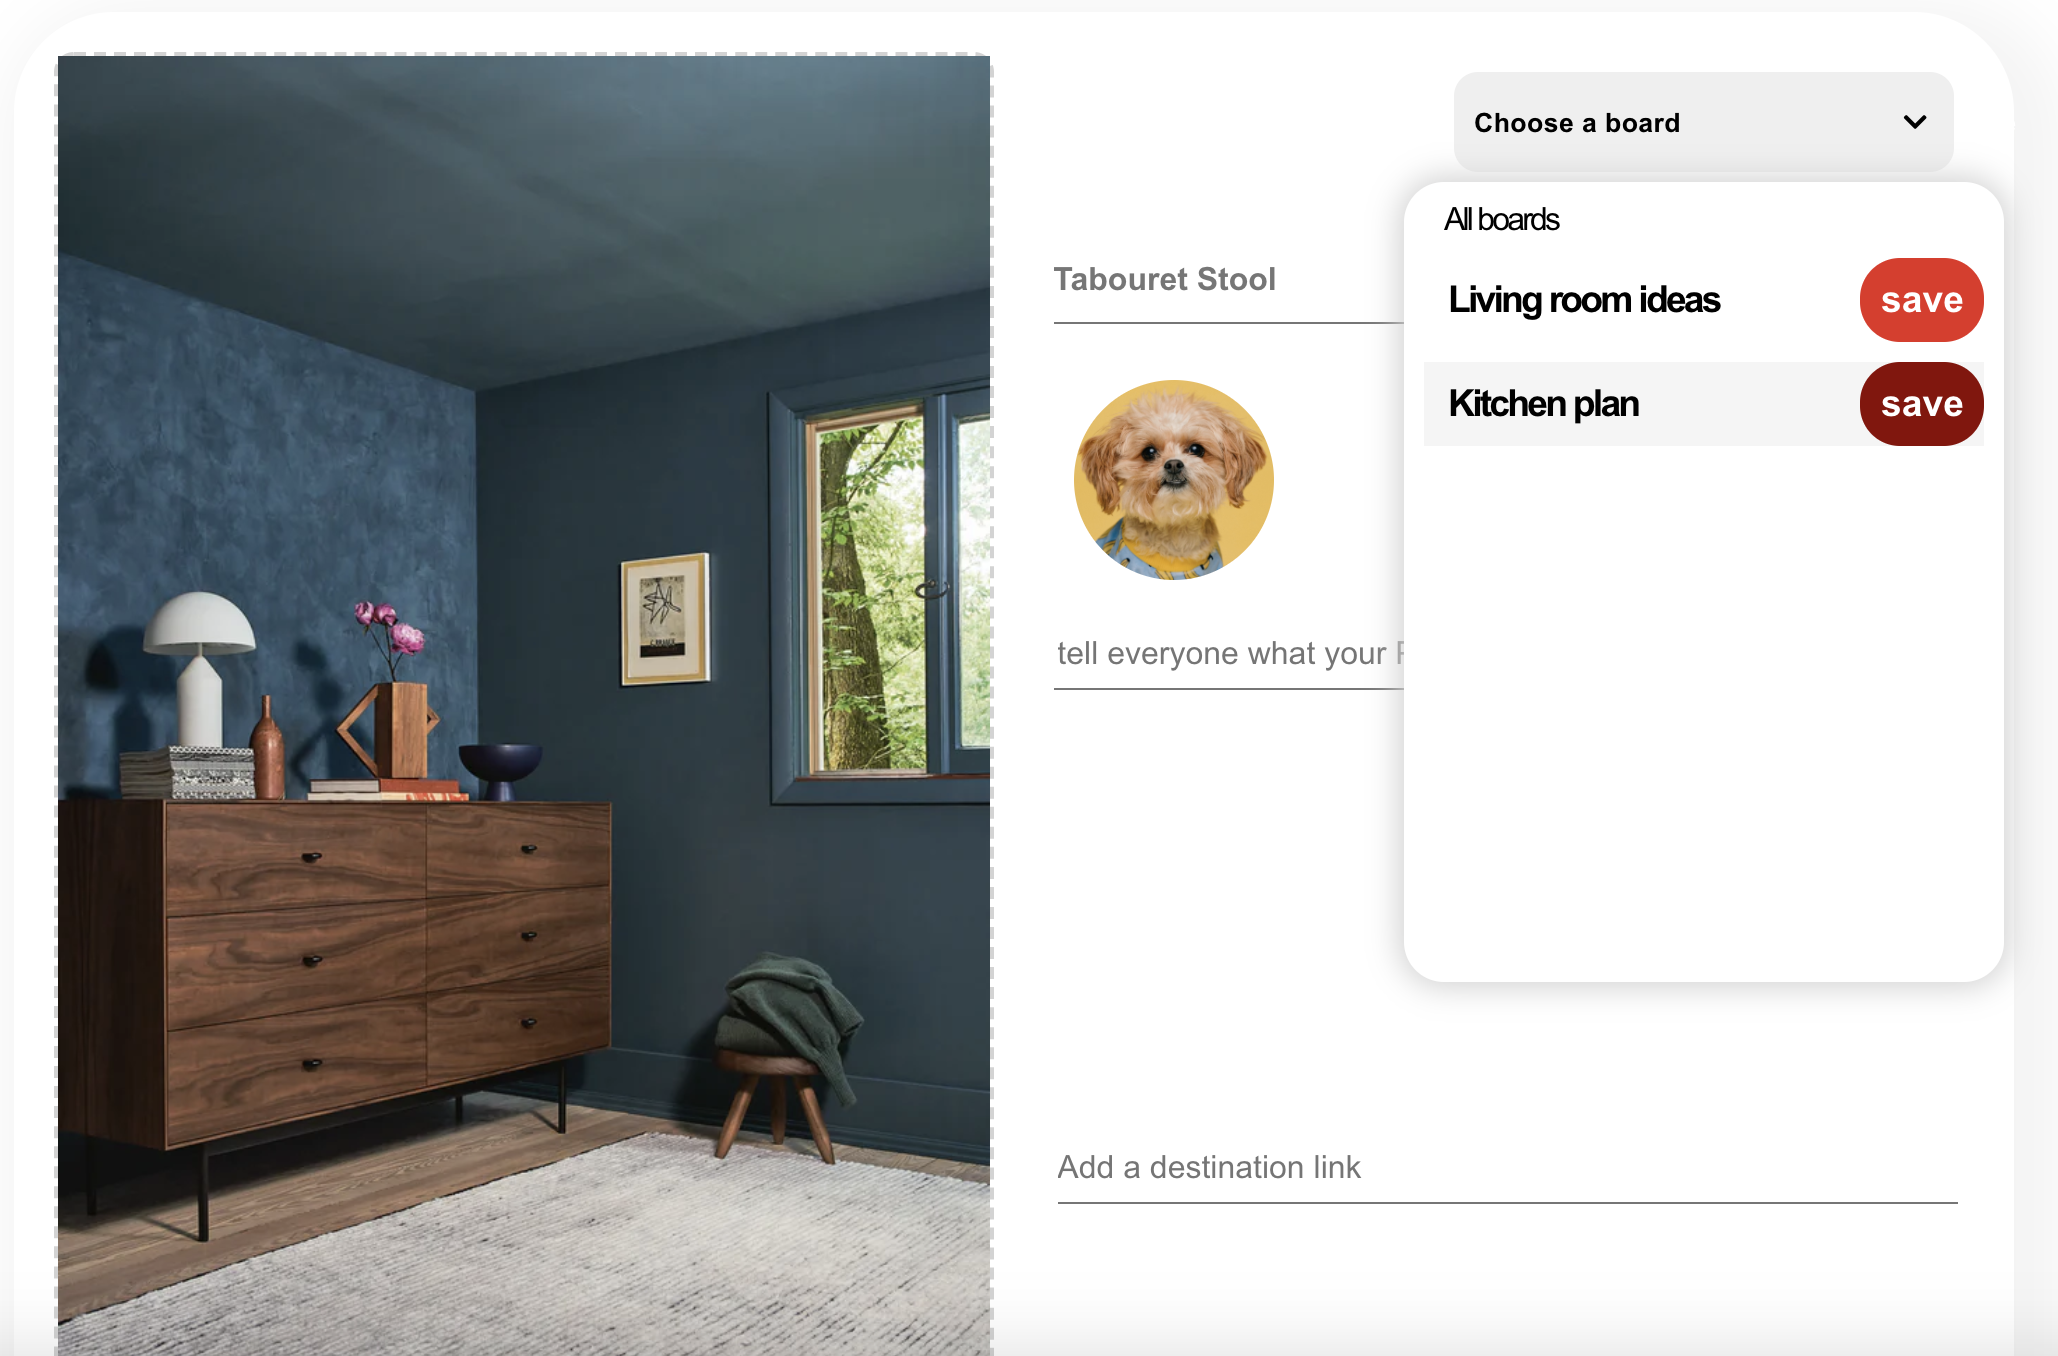 Choose a board
All boards
Tabouret Stool
Living room ideas
save
Kitchen plan
save
tell everyone what your
Add a destination link